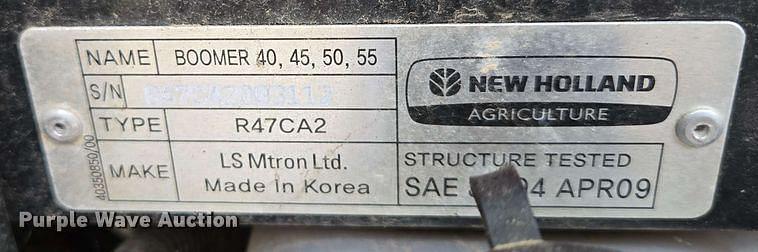 NAME BOOMER 40, 45, 50, 55
S/N
TYPE R47CA2
MAKE LS Mtron Ltd.
Made In Korea
40350850/00
NEW HOLLAND
AGRICULTURE
STRUCTURE TESTED
SAE APR09
Purple Wave Auction